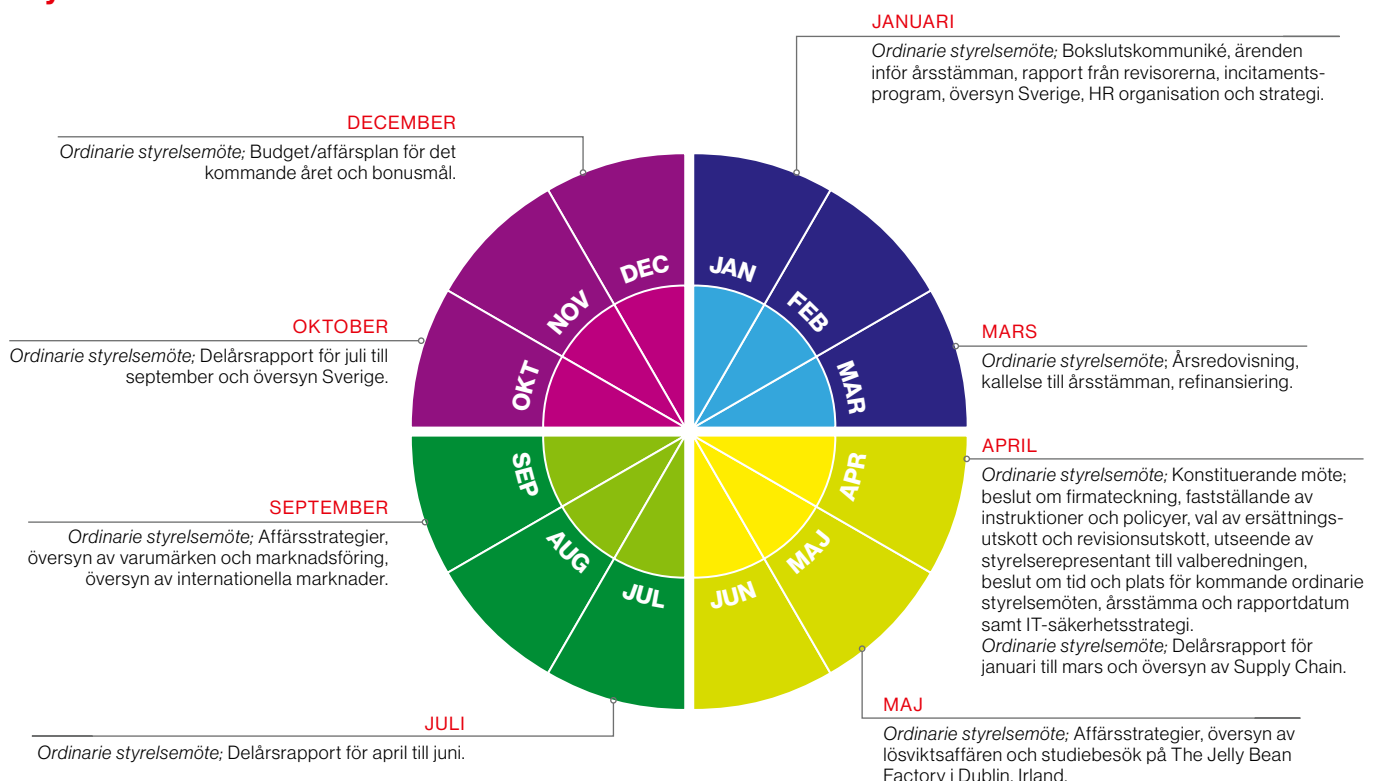 JANUARI
Ordinarie styrelsemöte; Bokslutskommuniké, ärenden
inför årsstämman, rapport från revisorerna, incitaments-
program, översyn Sverige, HR organisation och strategi.
DECEMBER
Ordinarie styrelsemöte; Budget/affärsplan för det
kommande året och bonusmål.
OKTOBER
Ordinarie styrelsemöte; Delårsrapport för juli till
september och översyn Sverige.
SEPTEMBER
Ordinarie styrelsemöte; Affärsstrategier,
översyn av varumärken och marknadsföring,
översyn av internationella marknader.
JULI
Ordinarie styrelsemöte; Delårsrapport för april till juni.
JAN
FEB
MAR
APR
MAJ
JUN
JUL
AUG
SEP
OKT
NOV
DEC
MARS
Ordinarie styrelsemöte; Årsredovisning,
kallelse till årsstämman, refinansiering.
APRIL
Ordinarie styrelsemöte; Konstituerande möte;
beslut om firmateckning, fastställande av
instruktioner och policyer, val av ersättnings-
utskott och revisionsutskott, utseende av
styrelserepresentant till valberedningen,
beslut om tid och plats för kommande ordinarie
styrelsemöten, årsstämma och rapportdatum
samt IT-säkerhetsstrategi.
Ordinarie styrelsemöte; Delårsrapport för
januari till mars och översyn av Supply Chain.
MAJ
Ordinarie styrelsemöte; Affärsstrategier, översyn av
lösviktsaffären och studiebesök på The Jelly Bean
Factory i Dublin, Irland.